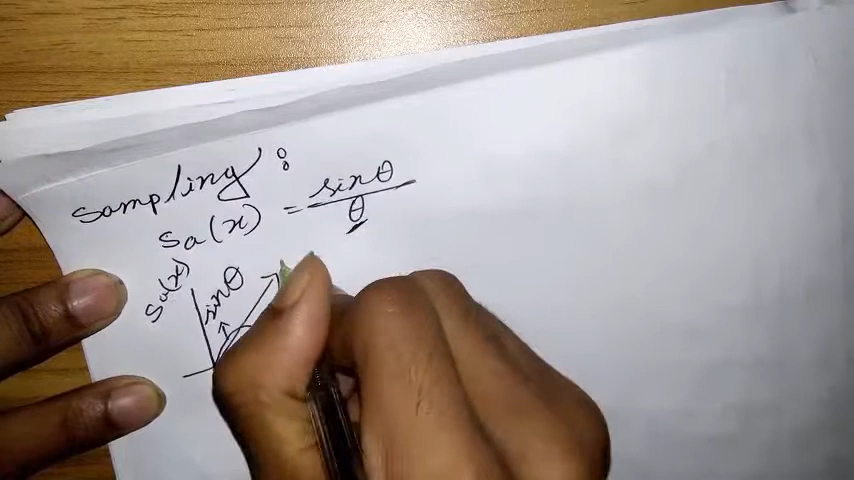 Sampling :
Sa(x) = sinθ / θ
Sa(x)
sinθ